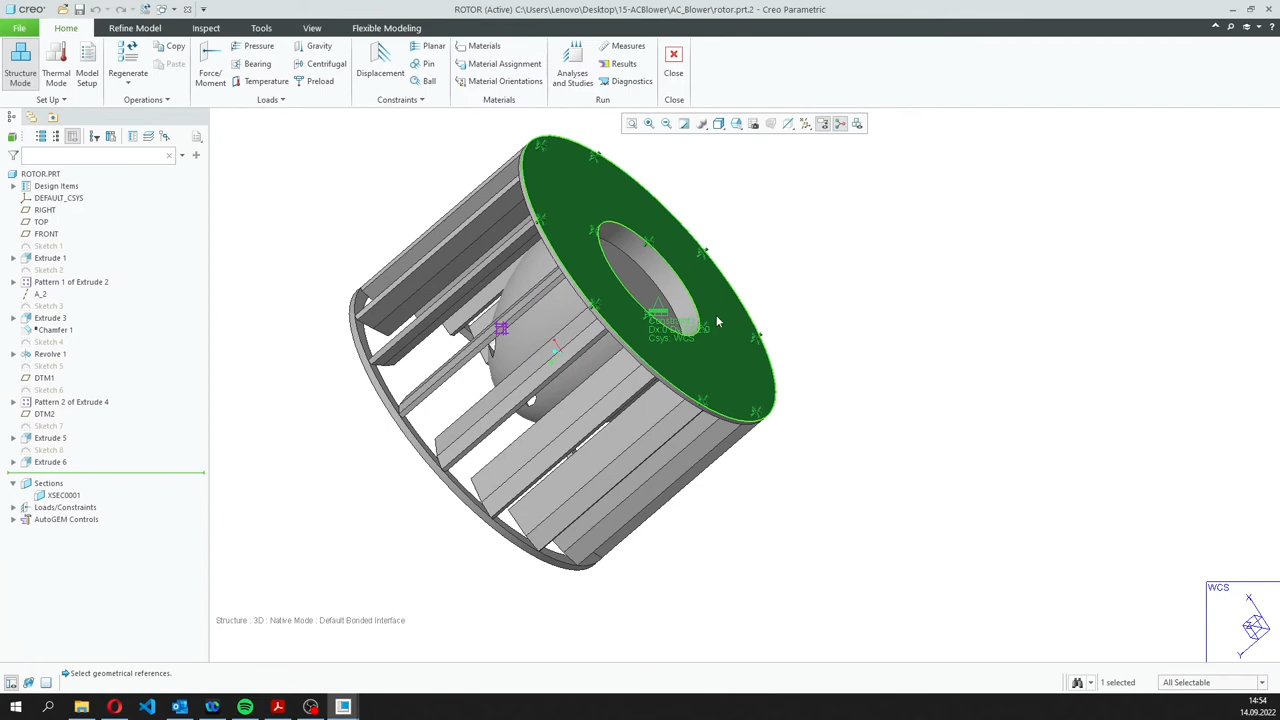 creo
ROTOR (Active) C:\Users\Lenovo\Desktop\15-ACBlower\AC_Blower\rotor.prt.2 - Creo Parametric
File
Home
Refine Model
Inspect
Tools
View
Flexible Modeling
Structure Mode
Thermal Mode
Model Setup
Set Up
Regenerate
Copy
Paste
Operations
Force/ Moment
Pressure
Bearing
Temperature
Gravity
Centrifugal
Preload
Loads
Displacement
Planar
Pin
Ball
Constraints
Materials
Material Assignment
Material Orientations
Materials
Analyses and Studies
Measures
Results
Diagnostics
Run
Close
Close
ROTOR.PRT
Design Items
DEFAULT_CSYS
RIGHT
TOP
FRONT
Sketch 1
Extrude 1
Sketch 2
Pattern 1 of Extrude 2
A_2
Sketch 3
Extrude 3
Chamfer 1
Sketch 4
Revolve 1
DTM1
Sketch 6
Pattern 2 of Extrude 4
DTM2
Sketch 7
Extrude 5
Sketch 8
Extrude 6
Sections
XSEC0001
Loads/Constraints
AutoGEM Controls
Csys: WCS
Structure : 3D : Native Mode : Default Bonded Interface
WCS
X
Y
Select geometrical references.
1 selected
All Selectable
14:54
14.09.2022